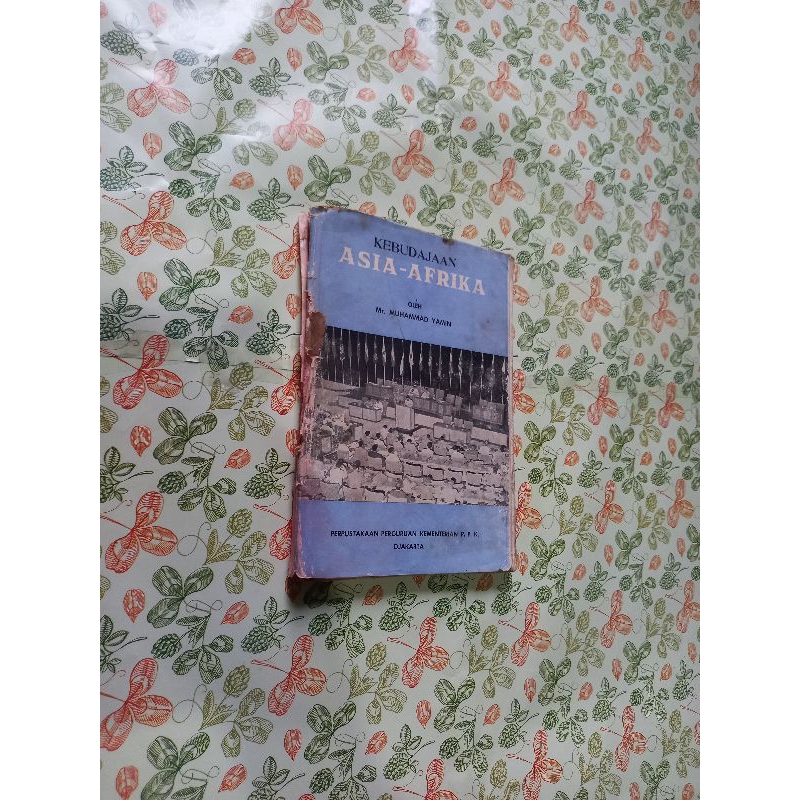 KEBUDAJAAN
ASIA-AFRIKA
OLEH
Mr. MUHAMMAD YAMIN
PERPUSTAKAAN PERGURUAN KEMENTERIAN P. P. K.
DJAKARTA